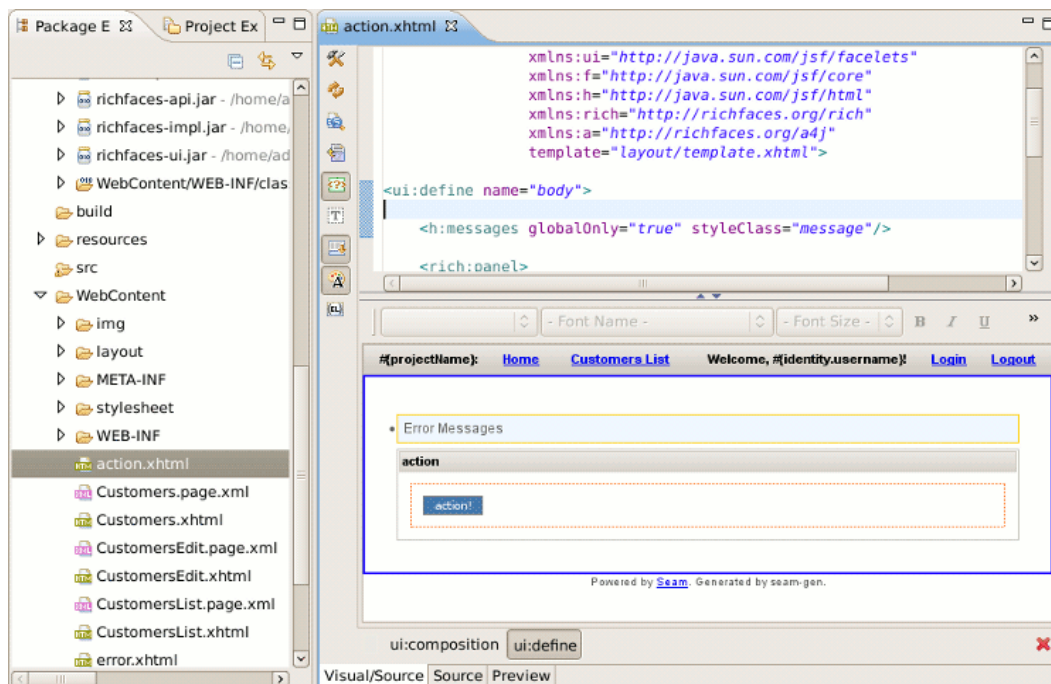 Package E
Project Ex
richfaces-api.jar - /home/a
richfaces-impl.jar - /home/
richfaces-ui.jar - /home/ad
WebContent/WEB-INF/clas
build
resources
src
WebContent
img
layout
META-INF
stylesheet
WEB-INF
action.xhtml
Customers.page.xml
Customers.xhtml
CustomersEdit.page.xml
CustomersEdit.xhtml
CustomersList.page.xml
CustomersList.xhtml
error.xhtml
action.xhtml
xmlns:ui="http://java.sun.com/jsf/facelets"
xmlns:f="http://java.sun.com/jsf/core"
xmlns:h="http://java.sun.com/jsf/html"
xmlns:rich="http://richfaces.org/rich"
xmlns:a="http://richfaces.org/a4j"
template="layout/template.xhtml">
<ui:define name="body">
<h:messages globalOnly="true" styleClass="message"/>
<rich:panel>
- Font Name - - Font Size - B I U »
#{projectName}: Home Customers List Welcome, #{identity.username}! Login Logout
Error Messages
action
action!
Powered by Seam. Generated by seam-gen.
ui:composition ui:define
Visual/Source Source Preview